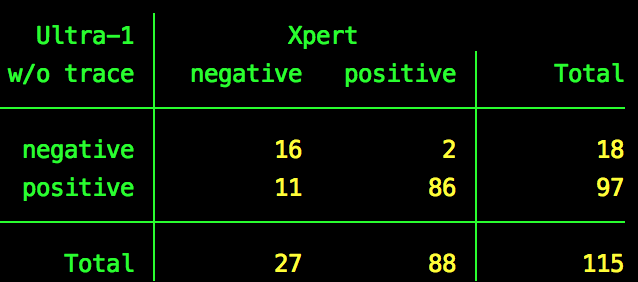 Ultra-1 Xpert
w/o trace negative positive Total
negative 16 2 18
positive 11 86 97
Total 27 88 115